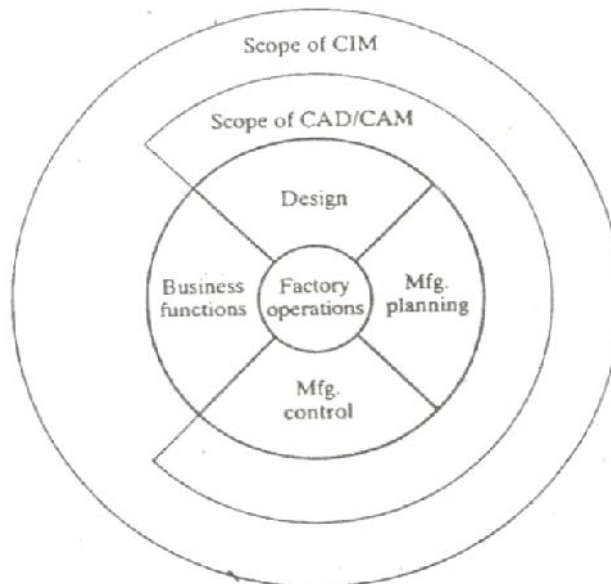 Scope of CIM
Scope of CAD/CAM
Design
Business
functions
Factory
operations
Mfg.
planning
Mfg.
control